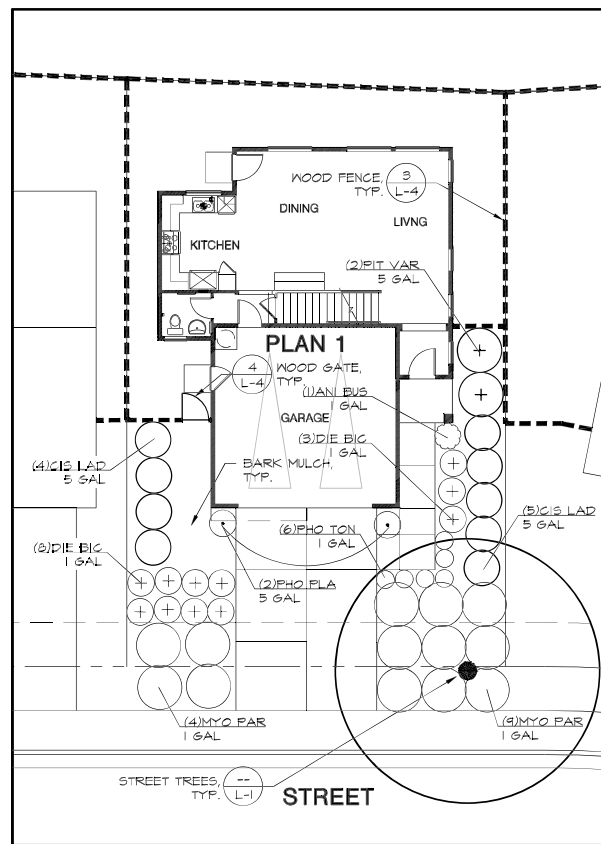 WOOD FENCE,
TYP.
3
L-4
DINING
LIVNG
KITCHEN
(2)PIT VAR
5 GAL
PLAN 1
4
L-4
WOOD GATE,
TYP.
(1)ANI BUS
1 GAL
GARAGE
(3)DIE BIC
1 GAL
(4)CIS LAD
5 GAL
BARK MULCH,
TYP.
(5)CIS LAD
5 GAL
(6)PHO TON
1 GAL
(8)DIE BIC
1 GAL
(2)PHO PLA
5 GAL
(4)MYO PAR
1 GAL
(9)MYO PAR
1 GAL
STREET TREES,
TYP.
--
L-1
STREET